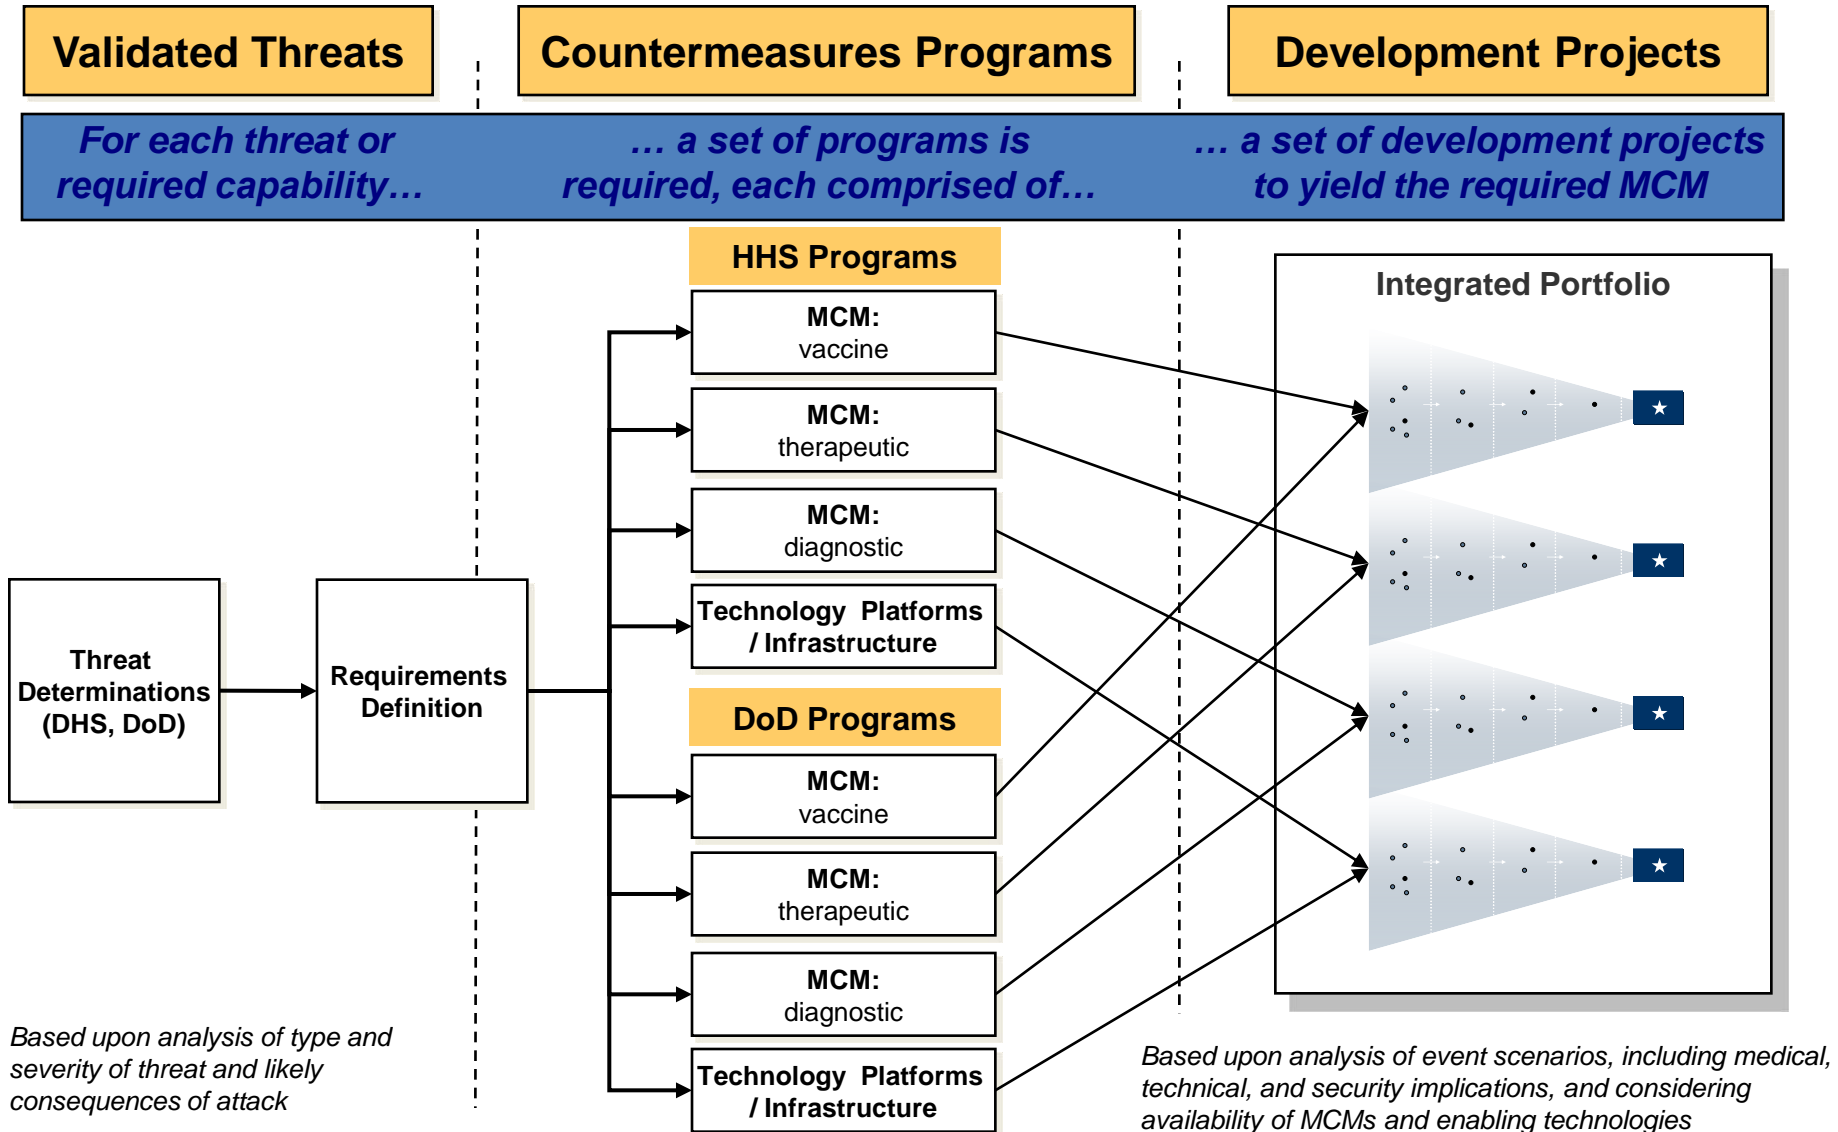 Validated Threats
Countermeasures Programs
Development Projects
For each threat or
required capability…
… a set of programs is
required, each comprised of…
… a set of development projects
to yield the required MCM
HHS Programs
MCM:
vaccine
MCM:
therapeutic
MCM:
diagnostic
Technology Platforms
/ Infrastructure
DoD Programs
MCM:
vaccine
MCM:
therapeutic
MCM:
diagnostic
Technology Platforms
/ Infrastructure
Threat
Determinations
(DHS, DoD)
Requirements
Definition
Integrated Portfolio
Based upon analysis of type and
severity of threat and likely
consequences of attack
Based upon analysis of event scenarios, including medical,
technical, and security implications, and considering
availability of MCMs and enabling technologies